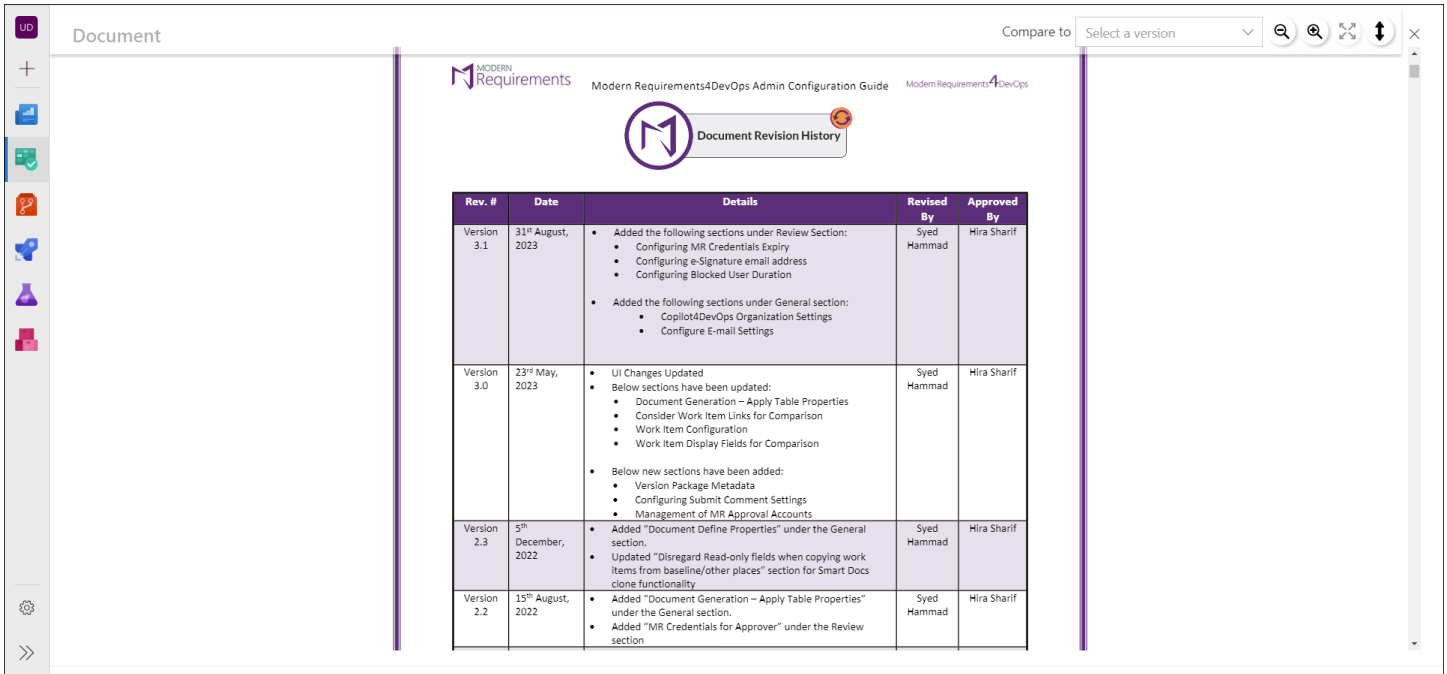 UD
Document
Compare to
Select a version
MODERN
Requirements
Modern Requirements4DevOps Admin Configuration Guide
Modern Requirements4DevOps
Document Revision History
Rev. #
Date
Details
Revised
By
Approved
By
Version
3.1
31st August,
2023
• Added the following sections under Review Section:
• Configuring MR Credentials Expiry
• Configuring e-Signature email address
• Configuring Blocked User Duration
• Added the following sections under General section:
• Copilot4DevOps Organization Settings
• Configure E-mail Settings
Syed
Hammad
Hira Sharif
Version
3.0
23rd May,
2023
• UI Changes Updated
• Below sections have been updated:
• Document Generation – Apply Table Properties
• Consider Work Item Links for Comparison
• Work Item Configuration
• Work Item Display Fields for Comparison
• Below new sections have been added:
• Version Package Metadata
• Configuring Submit Comment Settings
• Management of MR Approval Accounts
Syed
Hammad
Hira Sharif
Version
2.3
5th
December,
2022
• Added “Document Define Properties” under the General
section.
• Updated “Disregard Read-only fields when copying work
items from baseline/other places” section for Smart Docs
clone functionality
Syed
Hammad
Hira Sharif
Version
2.2
15th August,
2022
• Added “Document Generation – Apply Table Properties”
under the General section.
• Added “MR Credentials for Approver” under the Review
section
Syed
Hammad
Hira Sharif